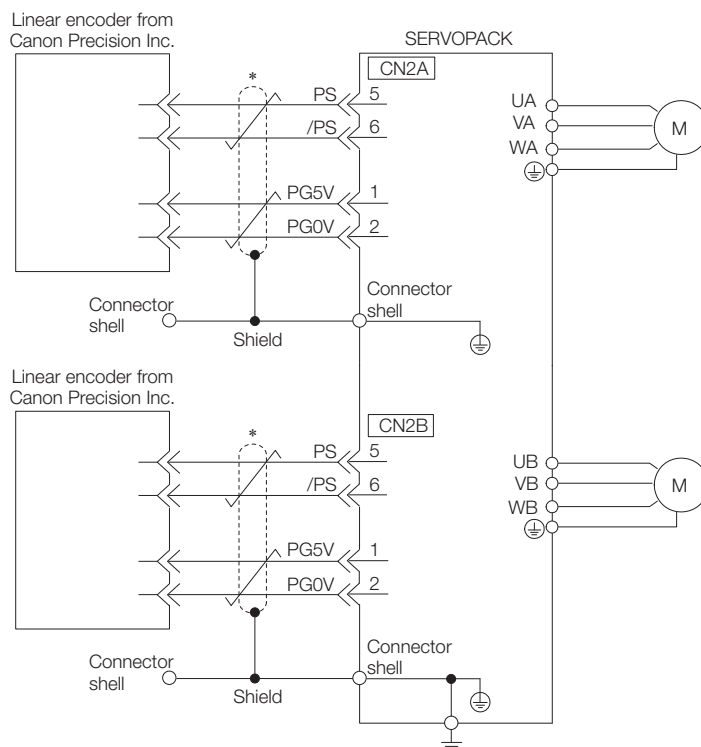 Linear encoder from
Canon Precision Inc.
SERVOPACK
CN2A
*
PS
5
/PS
6
PG5V
1
PG0V
2
UA
VA
WA
M
Connector
shell
Shield
Connector
shell
Linear encoder from
Canon Precision Inc.
CN2B
*
PS
5
/PS
6
PG5V
1
PG0V
2
UB
VB
WB
M
Connector
shell
Shield
Connector
shell